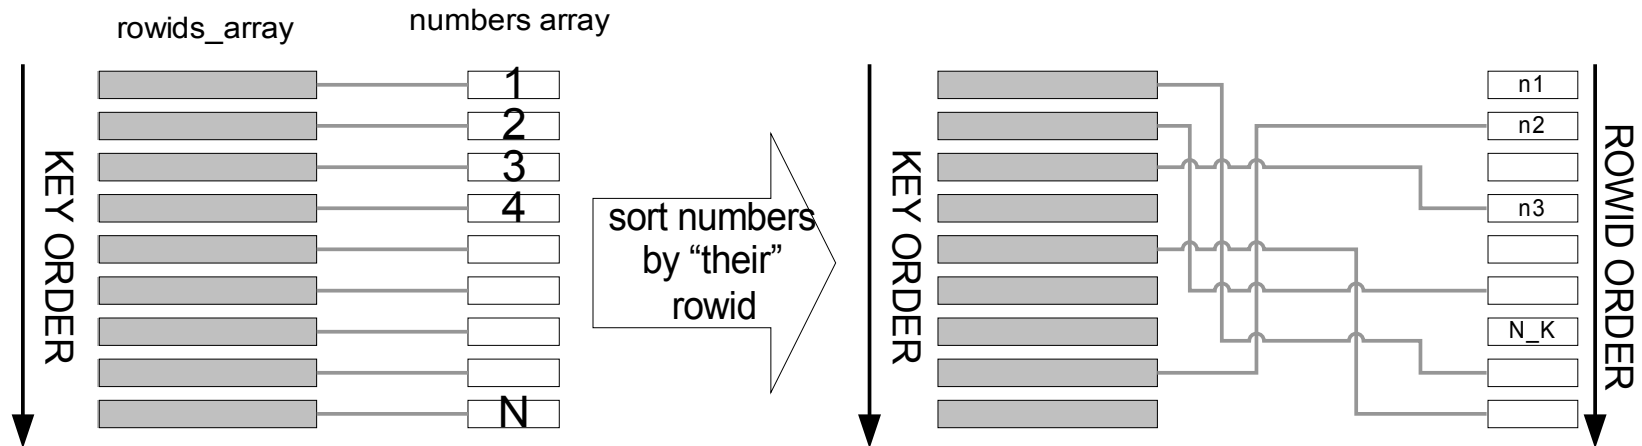 rowids_array
numbers array
KEY ORDER
1
2
3
4
N
sort numbers
by “their”
rowid
KEY ORDER
n1
n2
n3
N_K
ROWID ORDER